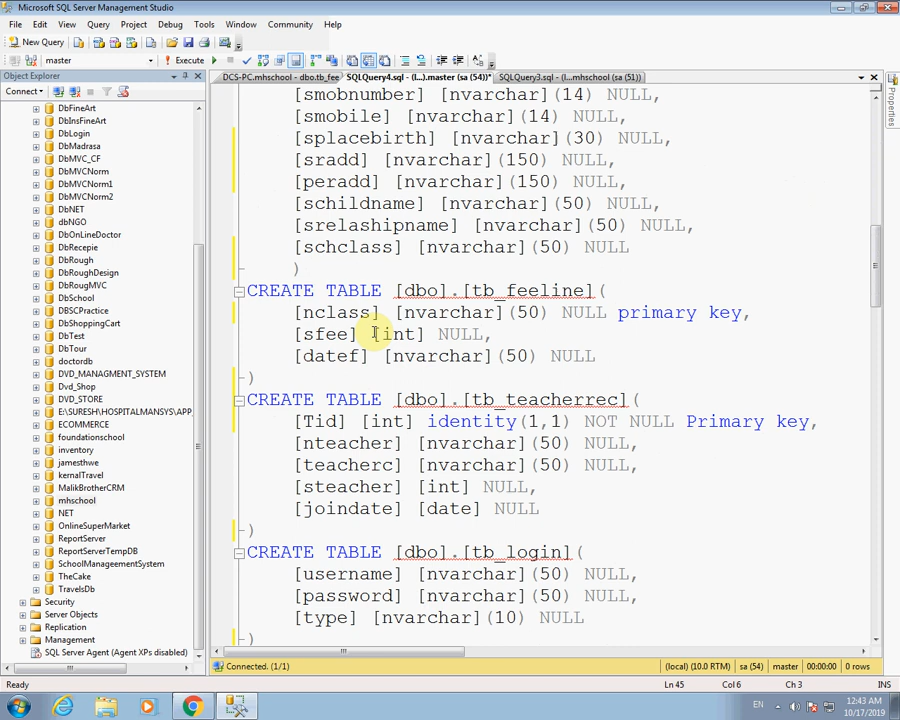 Microsoft SQL Server Management Studio
File Edit View Query Project Debug Tools Window Community Help
New Query
master
Execute
Object Explorer
Connect
DbFineArt
DbInsFineArt
DbLogin
DbMadrasa
DbMVC_CF
DbMVCNorm
DbMVCNorm1
DbMVCNorm2
DbNET
dbNGO
DbOnLineDoctor
DbRecepie
DbRough
DbRoughDesign
DbRougMVC
DbSchool
DBSCPractice
DbShoppingCart
DbTest
DbTour
doctordb
DVD_MANAGMENT_SYSTEM
Dvd_Shop
DVD_STORE
E:\SURESH\HOSPITALMANSYS\APP_
ECOMMERCE
foundationschool
inventory
jamesthwe
kernalTravel
MalikBrotherCRM
mhschool
NET
OnlineSuperMarket
ReportServer
ReportServerTempDB
SchoolManageementSystem
TheCake
TravelsDb
Security
Server Objects
Replication
Management
SQL Server Agent (Agent XPs disabled)
DCS-PC.mhschool - dbo.tb_fee
SQLQuery4.sql - (l...).master (sa (54))*
SQLQuery3.sql - (l...mhschool (sa (51))
Properties
[smobnumber] [nvarchar](14) NULL,
[smobile] [nvarchar](14) NULL,
[splacebirth] [nvarchar](30) NULL,
[sradd] [nvarchar](150) NULL,
[peradd] [nvarchar](150) NULL,
[schildname] [nvarchar](50) NULL,
[srelashipname] [nvarchar](50) NULL,
[schclass] [nvarchar](50) NULL
)
CREATE TABLE [dbo].[tb_feeline](
[nclass] [nvarchar](50) NULL primary key,
[sfee] [int] NULL,
[datef] [nvarchar](50) NULL
)
CREATE TABLE [dbo].[tb_teacherrec](
[Tid] [int] identity(1,1) NOT NULL Primary key,
[nteacher] [nvarchar](50) NULL,
[teacherc] [nvarchar](50) NULL,
[steacher] [int] NULL,
[joindate] [date] NULL
)
CREATE TABLE [dbo].[tb_login](
[username] [nvarchar](50) NULL,
[password] [nvarchar](50) NULL,
[type] [nvarchar](10) NULL
)
Connected. (1/1)
(local) (10.0 RTM) sa (54) master 00:00:00 0 rows
Ready
Ln 45 Col 6 Ch 3 INS
EN
12:43 AM
10/17/2019